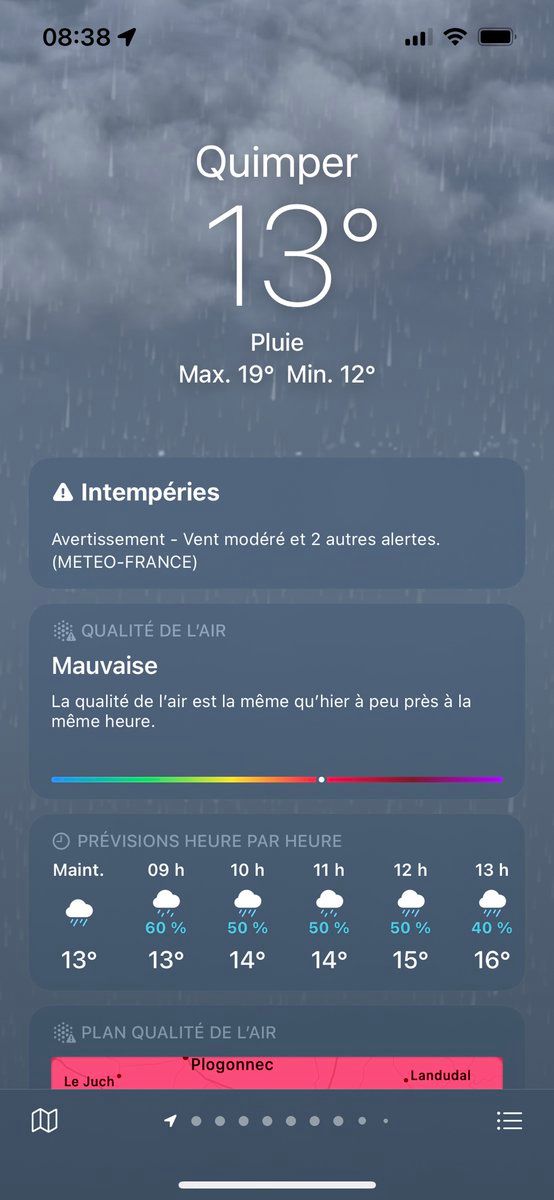 08:38
Quimper
13°
Pluie
Max. 19° Min. 12°
Intempéries
Avertissement - Vent modéré et 2 autres alertes.
(METEO-FRANCE)
QUALITÉ DE L’AIR
Mauvaise
La qualité de l’air est la même qu’hier à peu près à la
même heure.
PRÉVISIONS HEURE PAR HEURE
Maint. 09 h 10 h 11 h 12 h 13 h
60 % 50 % 50 % 50 % 40 %
13° 13° 14° 14° 15° 16°
PLAN QUALITÉ DE L’AIR
Plogonnec
Le Juch
Landudal